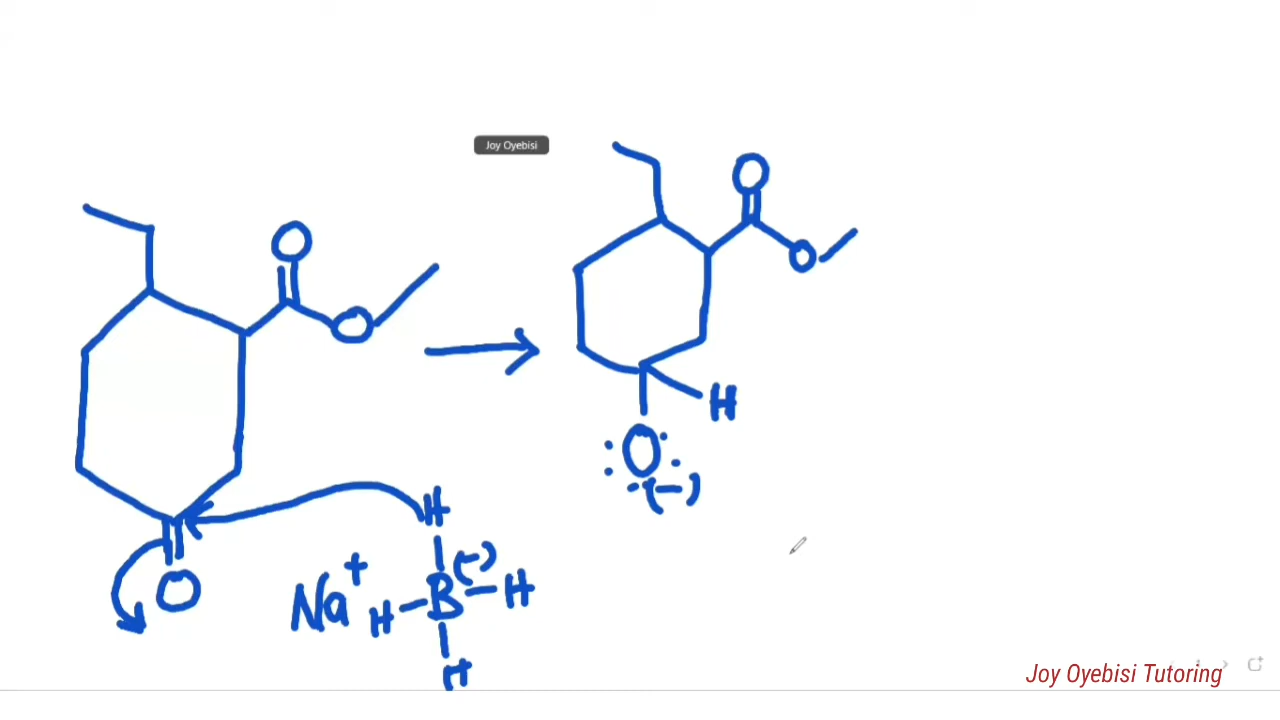 Joy Oyebisi
O
O
O
O
H
O
(-)
H
Na+
H
B
(-)
H
H
Joy Oyebisi Tutoring